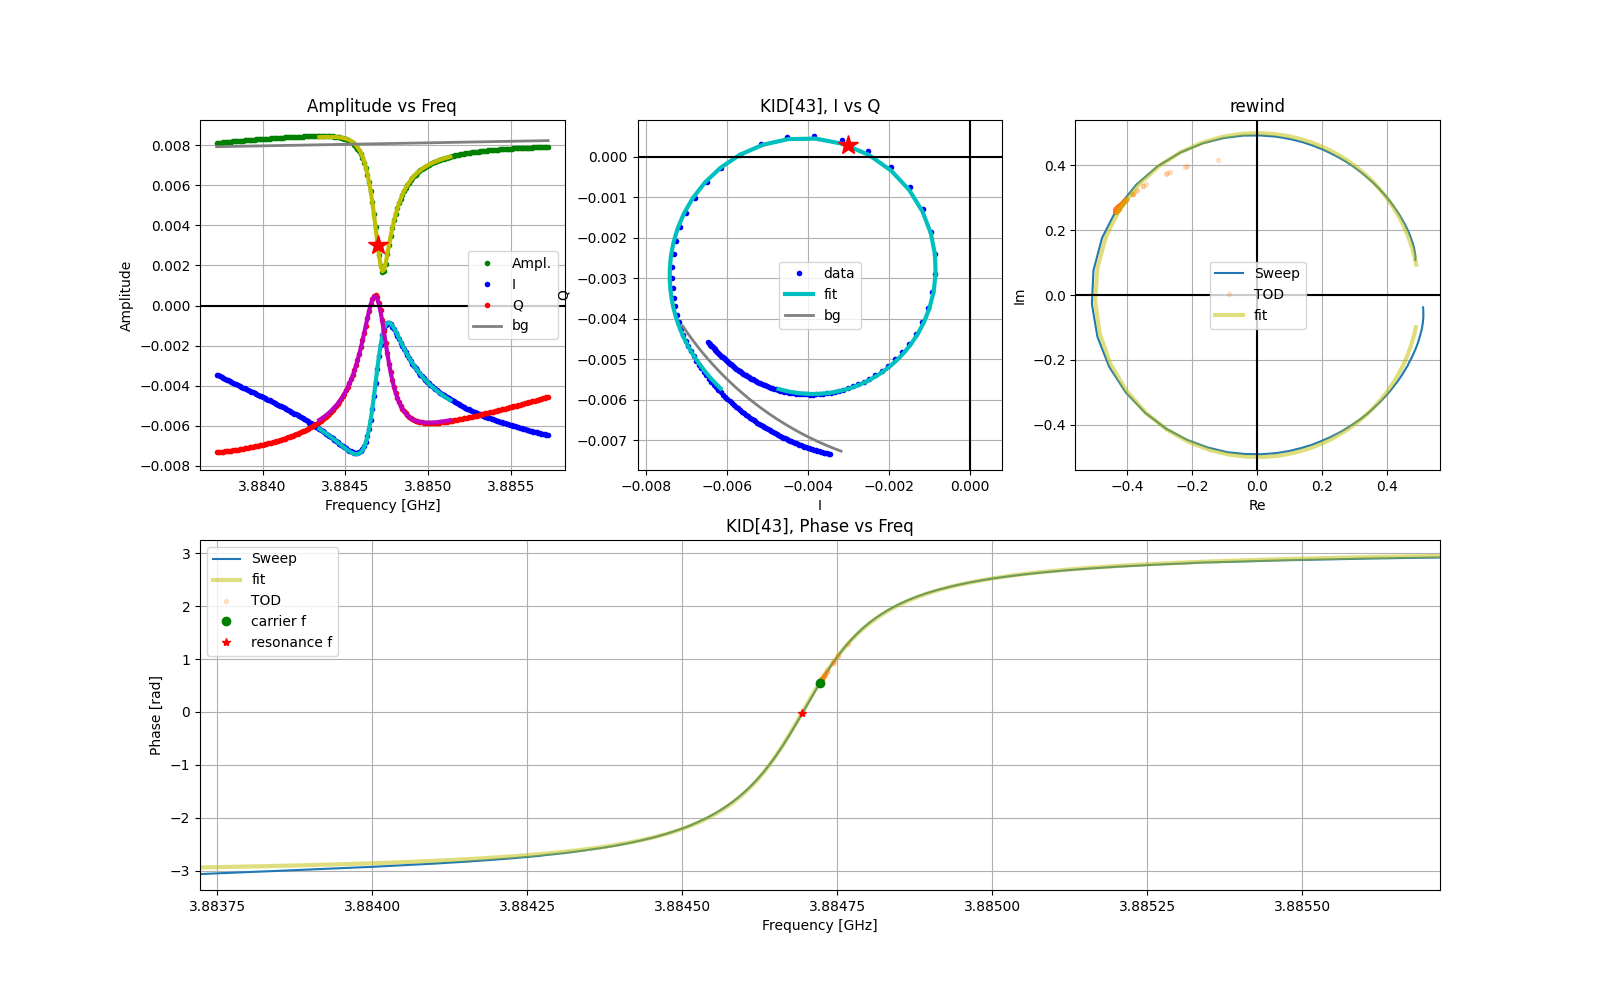 Amplitude vs Freq
0.008
0.006
0.004
0.002
0.000
−0.002
−0.004
−0.006
−0.008
Amplitude
3.8840 3.8845 3.8850 3.8855
Frequency [GHz]
Ampl.
I
Q
bg
KID[43], I vs Q
0.000
−0.001
−0.002
−0.003
−0.004
−0.005
−0.006
−0.007
Q
−0.008 −0.006 −0.004 −0.002 0.000
I
data
fit
bg
rewind
0.4
0.2
0.0
−0.2
−0.4
Im
−0.4 −0.2 0.0 0.2 0.4
Re
Sweep
TOD
fit
KID[43], Phase vs Freq
3
2
1
0
−1
−2
−3
Phase [rad]
3.88375 3.88400 3.88425 3.88450 3.88475 3.88500 3.88525 3.88550
Frequency [GHz]
Sweep
fit
TOD
carrier f
resonance f